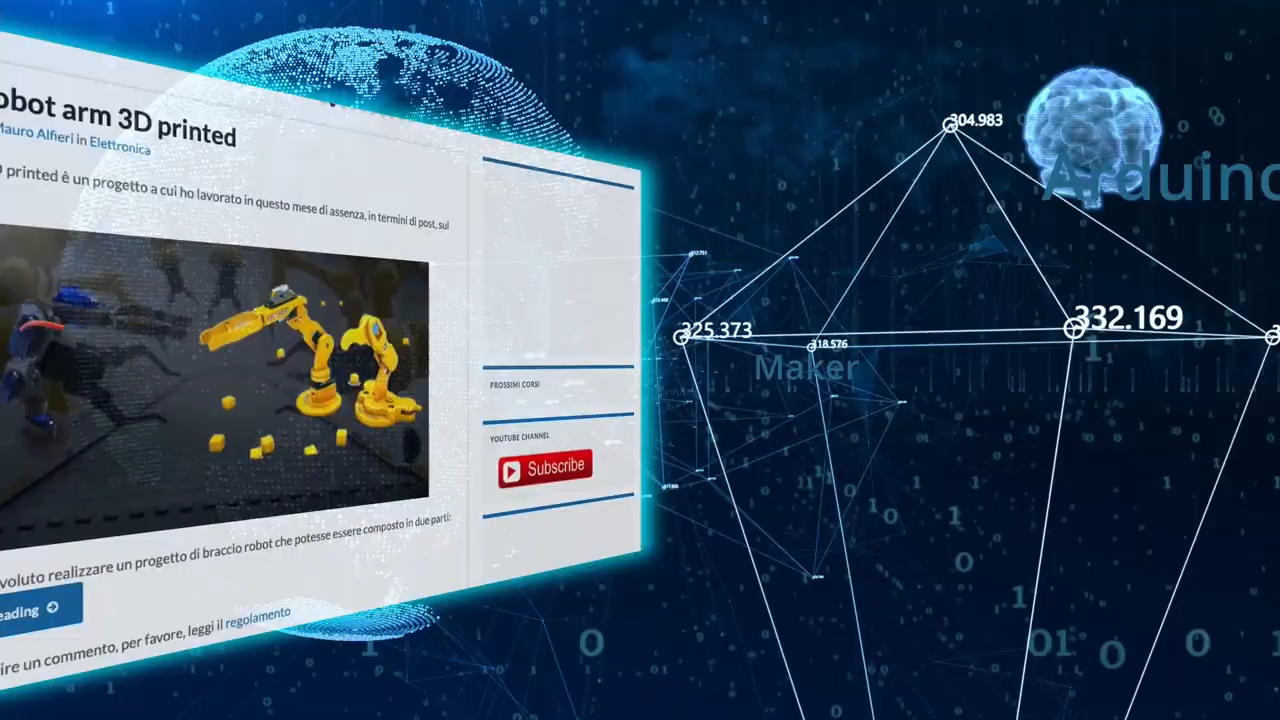 obot arm 3D printed
Mauro Alfieri in Elettronica
printed è un progetto a cui ho lavorato in questo mese di assenza, in termini di post, sul
PROSSIMI CORSI
YOUTUBE CHANNEL
Subscribe
voluto realizzare un progetto di braccio robot che potesse essere composto in due parti:
eading
ire un commento, per favore, leggi il regolamento
304.983
Arduino
325.373
332.169
318.576
Maker